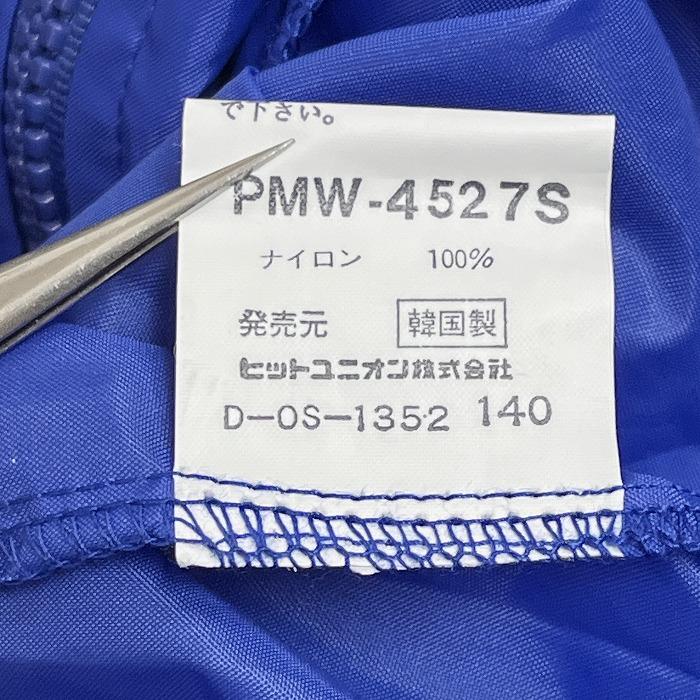 で下さい。
PMW-4527S
ナイロン 100%
発売元 韓国製
ヒットユニオン株式会社
D-OS-1352 140